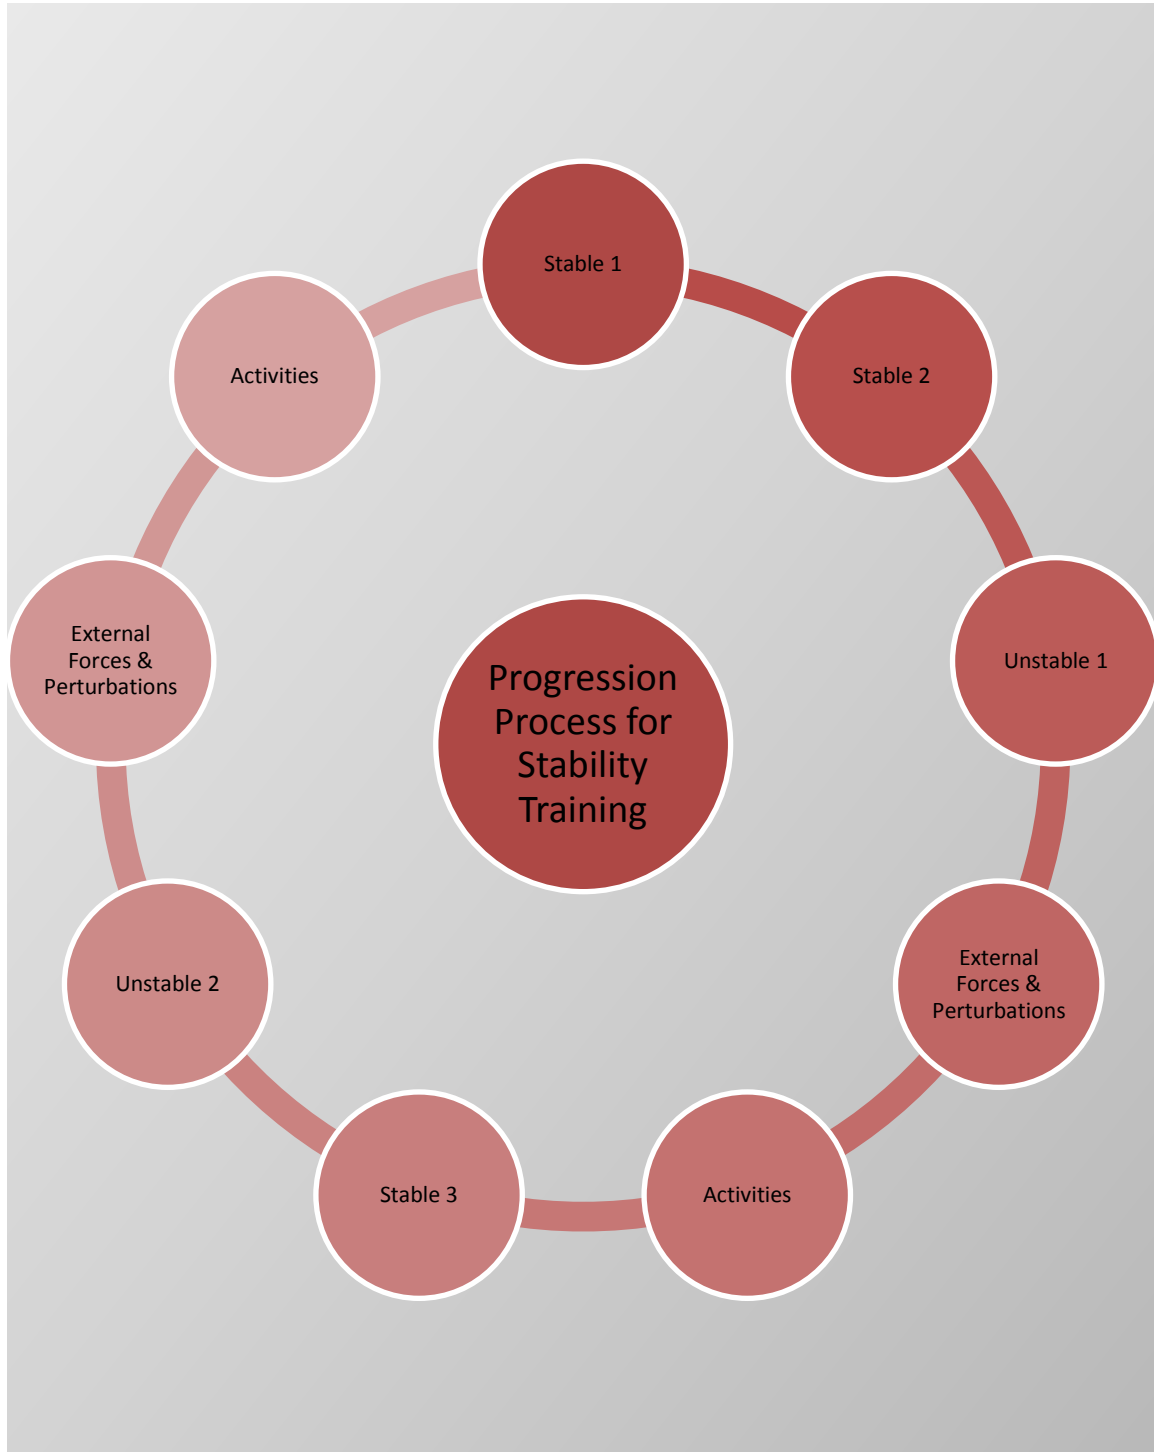 Stable 1
Stable 2
Unstable 1
External
Forces &
Perturbations
Activities
Stable 3
Unstable 2
External
Forces &
Perturbations
Activities
Progression
Process for
Stability
Training